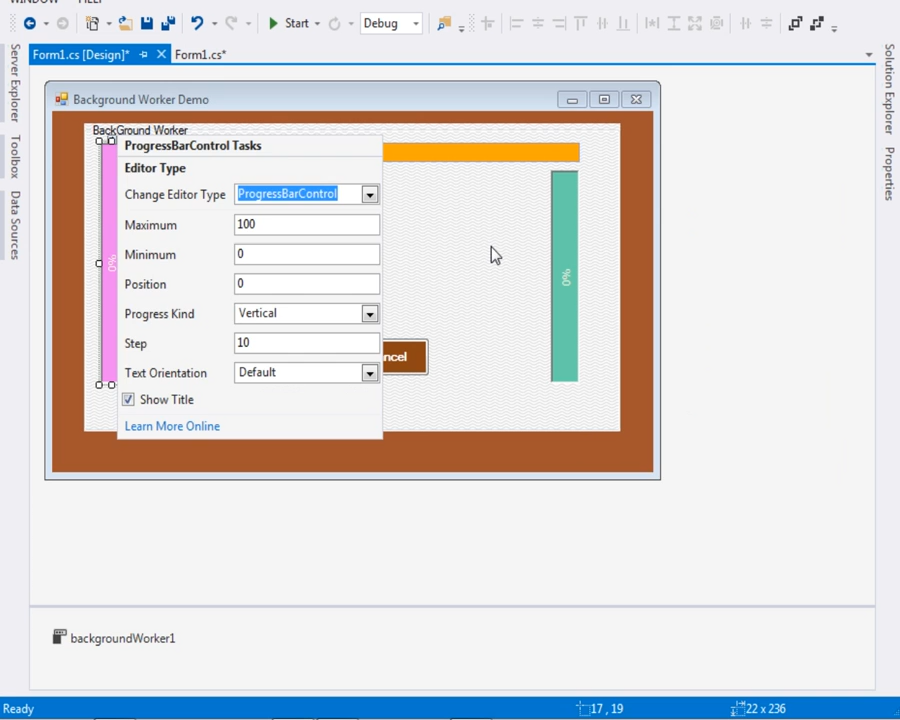 Start
Debug
Form1.cs [Design]*
Form1.cs*
Server Explorer
Toolbox
Data Sources
Solution Explorer
Properties
Background Worker Demo
BackGround Worker
ProgressBarControl Tasks
Editor Type
Change Editor Type ProgressBarControl
Maximum 100
Minimum 0
Position 0
Progress Kind Vertical
Step 10
Text Orientation Default
Show Title
Learn More Online
0%
ncel
0%
backgroundWorker1
Ready 17 , 19 22 x 236